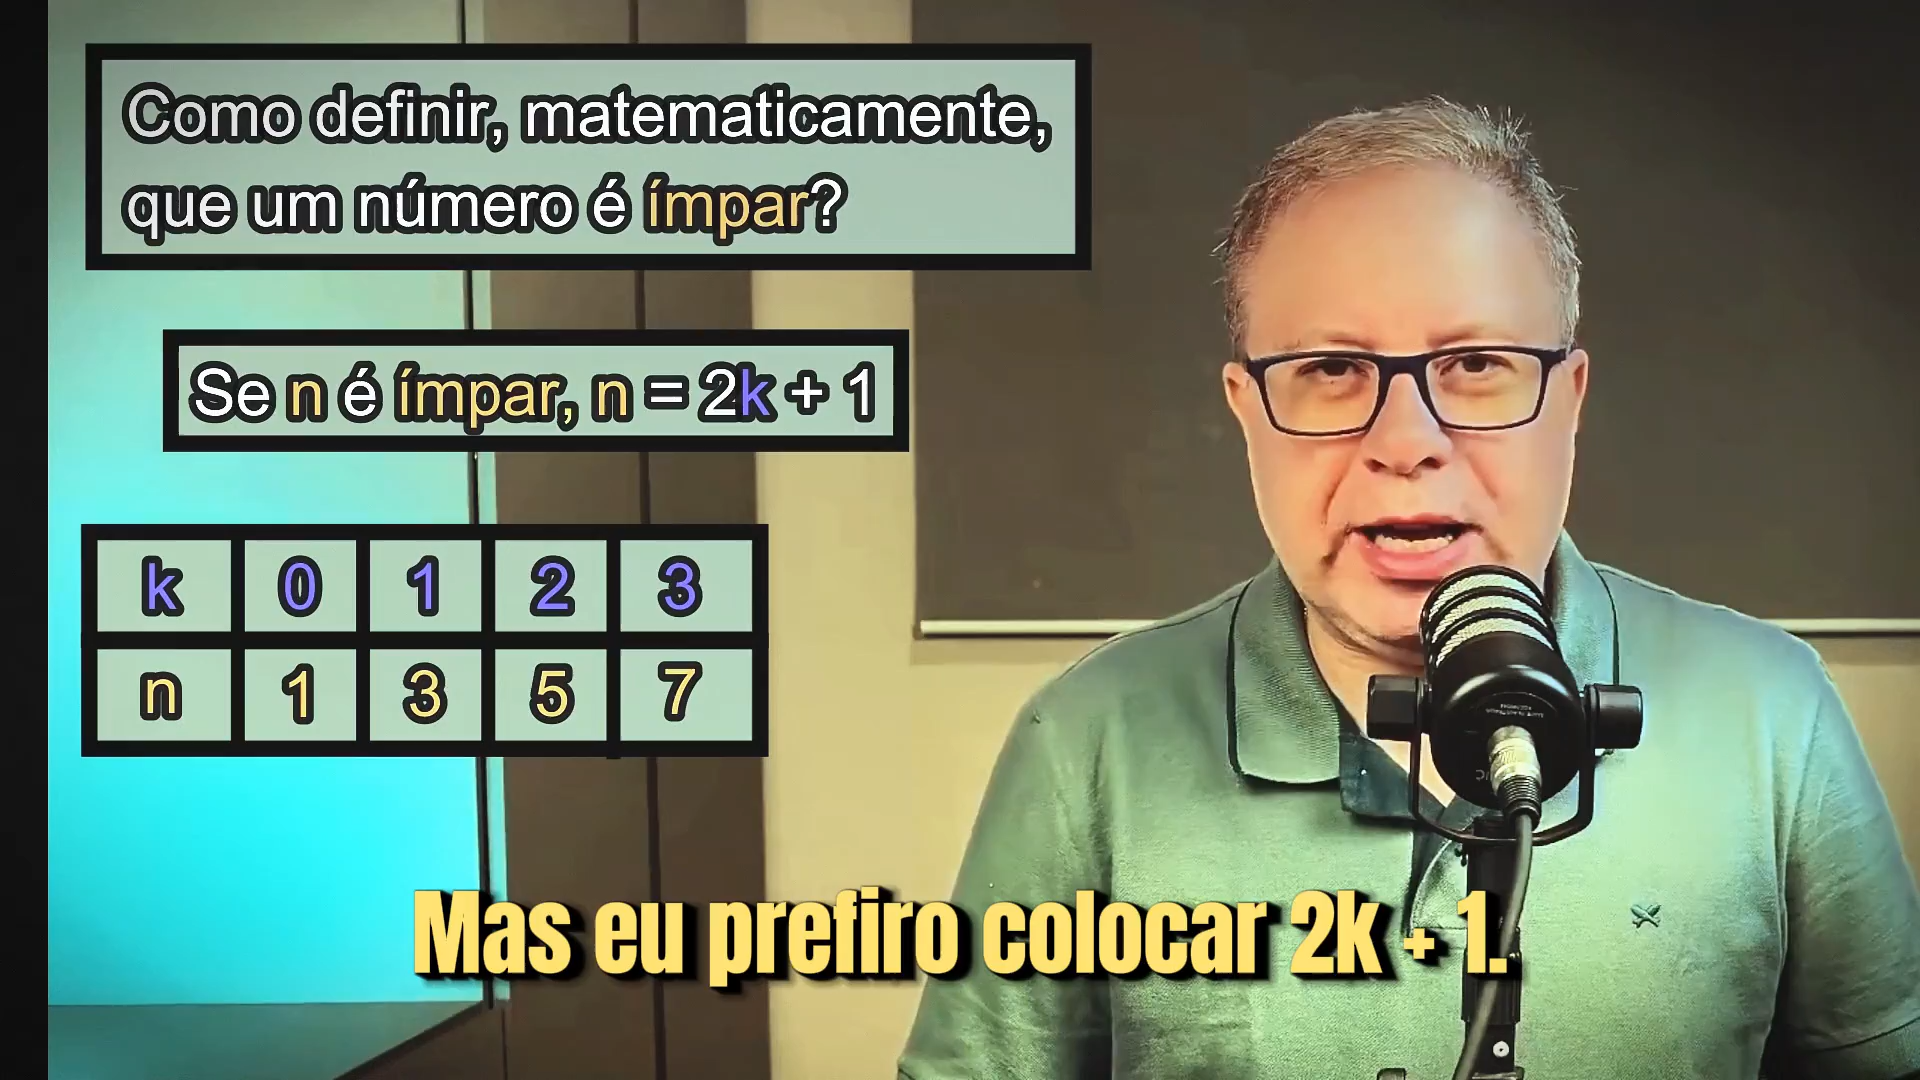 Como definir, matematicamente,
que um número é ímpar?
Se n é ímpar, n = 2k + 1
k 0 1 2 3
n 1 3 5 7
Mas eu prefiro colocar 2k + 1.